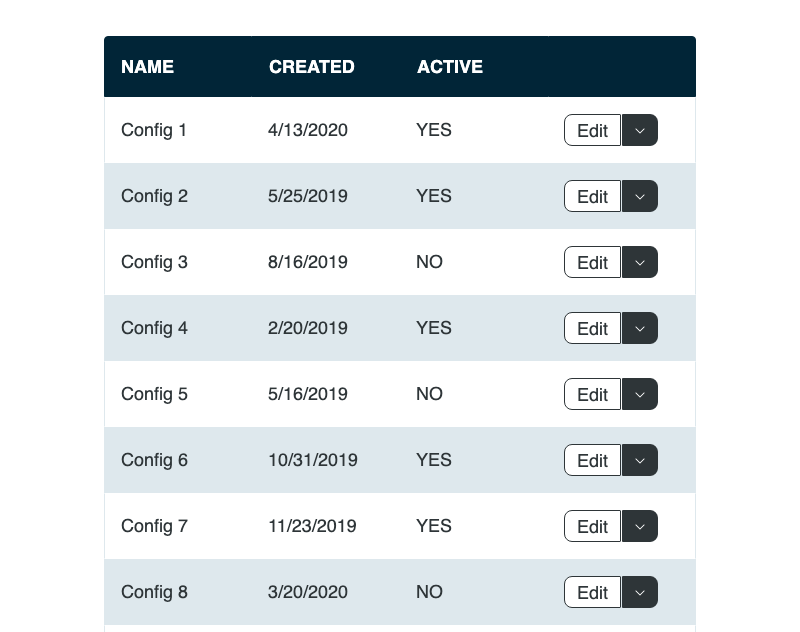 NAME CREATED ACTIVE
Config 1 4/13/2020 YES Edit
Config 2 5/25/2019 YES Edit
Config 3 8/16/2019 NO Edit
Config 4 2/20/2019 YES Edit
Config 5 5/16/2019 NO Edit
Config 6 10/31/2019 YES Edit
Config 7 11/23/2019 YES Edit
Config 8 3/20/2020 NO Edit